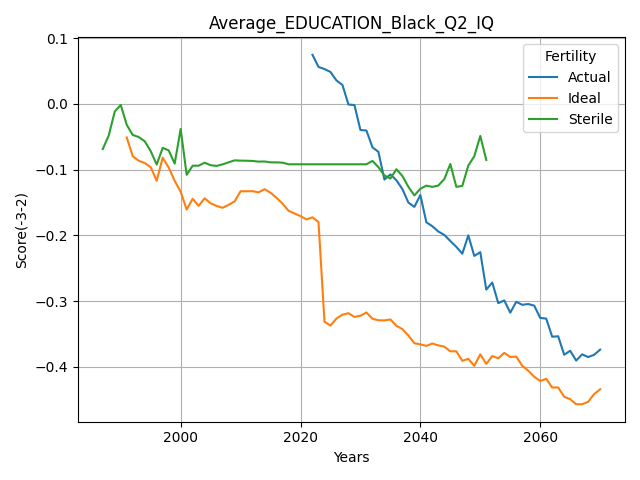 Average_EDUCATION_Black_Q2_IQ
Score(-3-2)
0.1
0.0
−0.1
−0.2
−0.3
−0.4
Fertility
Actual
Ideal
Sterile
2000
2020
2040
2060
Years